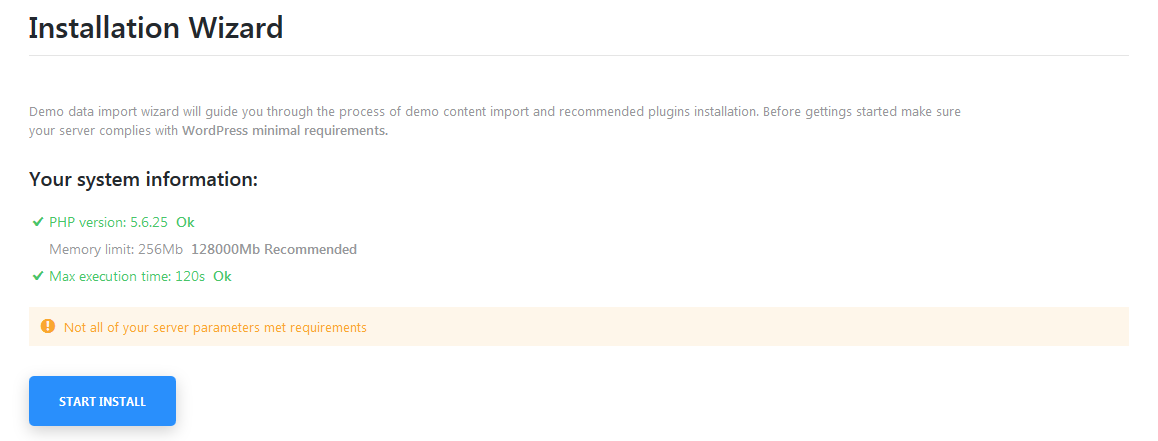 Installation Wizard
Demo data import wizard will guide you through the process of demo content import and recommended plugins installation. Before gettings started make sure
your server complies with WordPress minimal requirements.
Your system information:
PHP version: 5.6.25 Ok
Memory limit: 256Mb 128000Mb Recommended
Max execution time: 120s Ok
Not all of your server parameters met requirements
START INSTALL